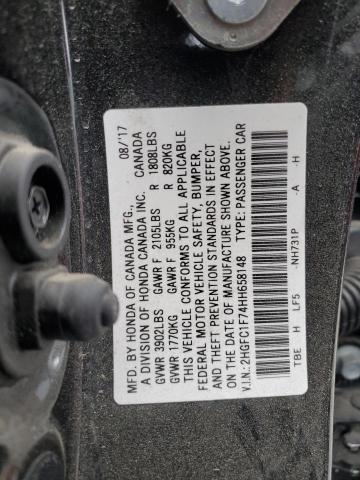 08/'17
MFD. BY HONDA OF CANADA MFG.,
A DIVISION OF HONDA CANADA INC. CANADA
GVWR 3902LBS GAWR F 2105LBS R 1808LBS
GVWR 1770KG GAWR F 955KG R 820KG
THIS VEHICLE CONFORMS TO ALL APPLICABLE
FEDERAL MOTOR VEHICLE SAFETY, BUMPER,
AND THEFT PREVENTION STANDARDS IN EFFECT
ON THE DATE OF MANUFACTURE SHOWN ABOVE.
V.I.N.: 2HGFC1F74HH658148 TYPE: PASSENGER CAR
TBE H LF5 -NH731P -A -H